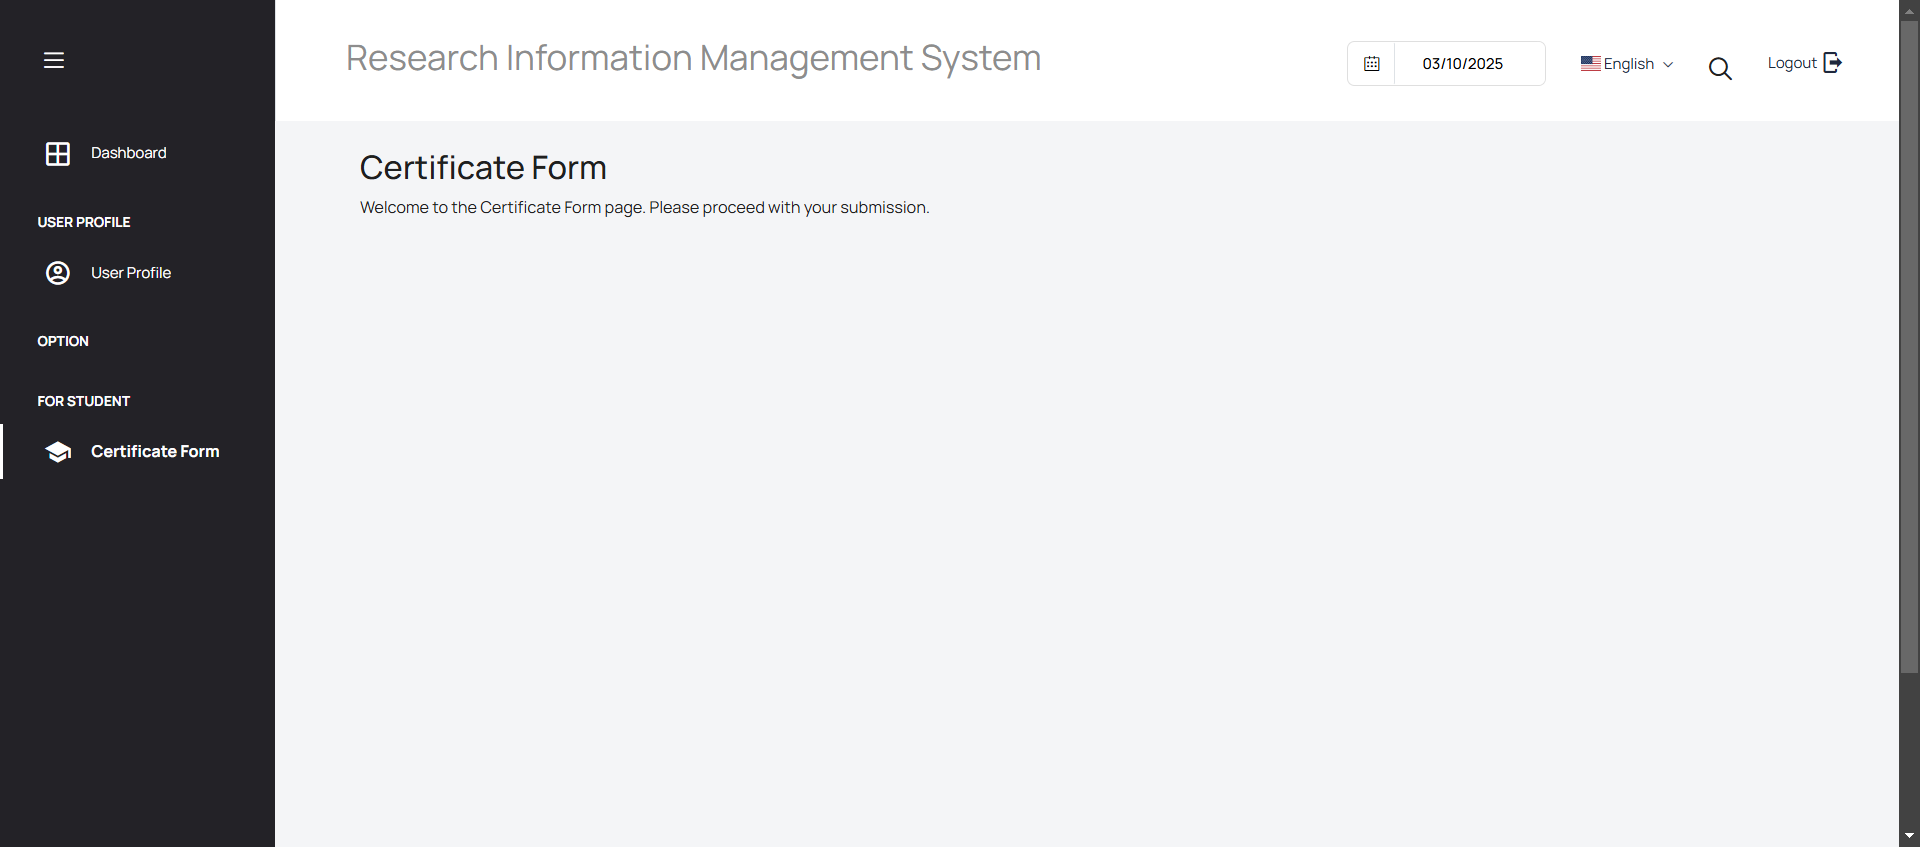 Research Information Management System
03/10/2025
English
Logout
Dashboard
USER PROFILE
User Profile
OPTION
FOR STUDENT
Certificate Form
Certificate Form
Welcome to the Certificate Form page. Please proceed with your submission.